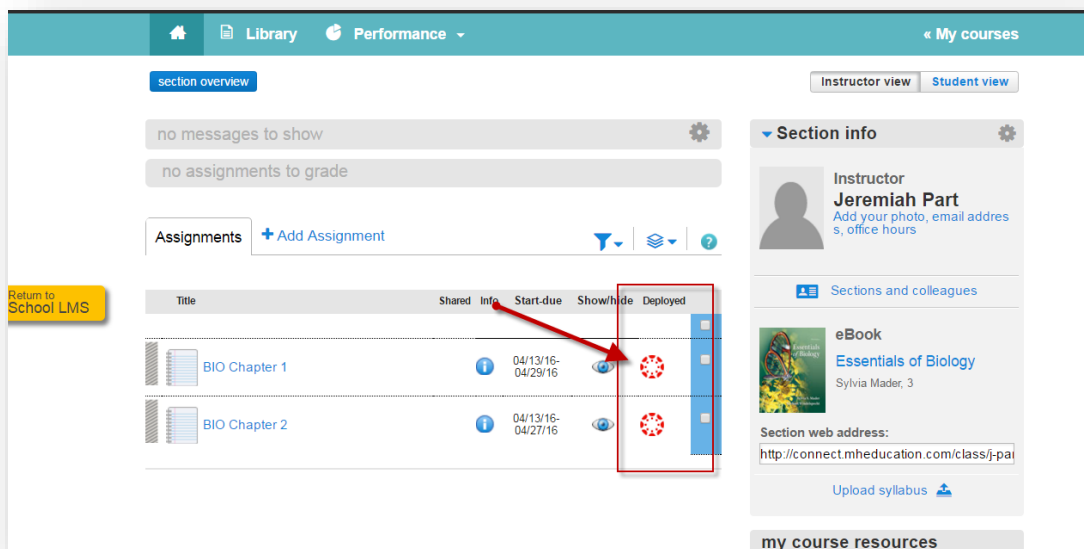 Library
Performance
« My courses
section overview
Instructor view
Student view
no messages to show
no assignments to grade
Section info
Instructor
Jeremiah Part
Add your photo, email addres
s, office hours
Sections and colleagues
eBook
Essentials of Biology
Sylvia Mader, 3
Section web address:
http://connect.mheducation.com/class/j-pa
Upload syllabus
my course resources
Assignments
+ Add Assignment
?
Return to
School LMS
Title Shared Info Start-due Show/hide Deployed
BIO Chapter 1
04/13/16-
04/29/16
BIO Chapter 2
04/13/16-
04/27/16